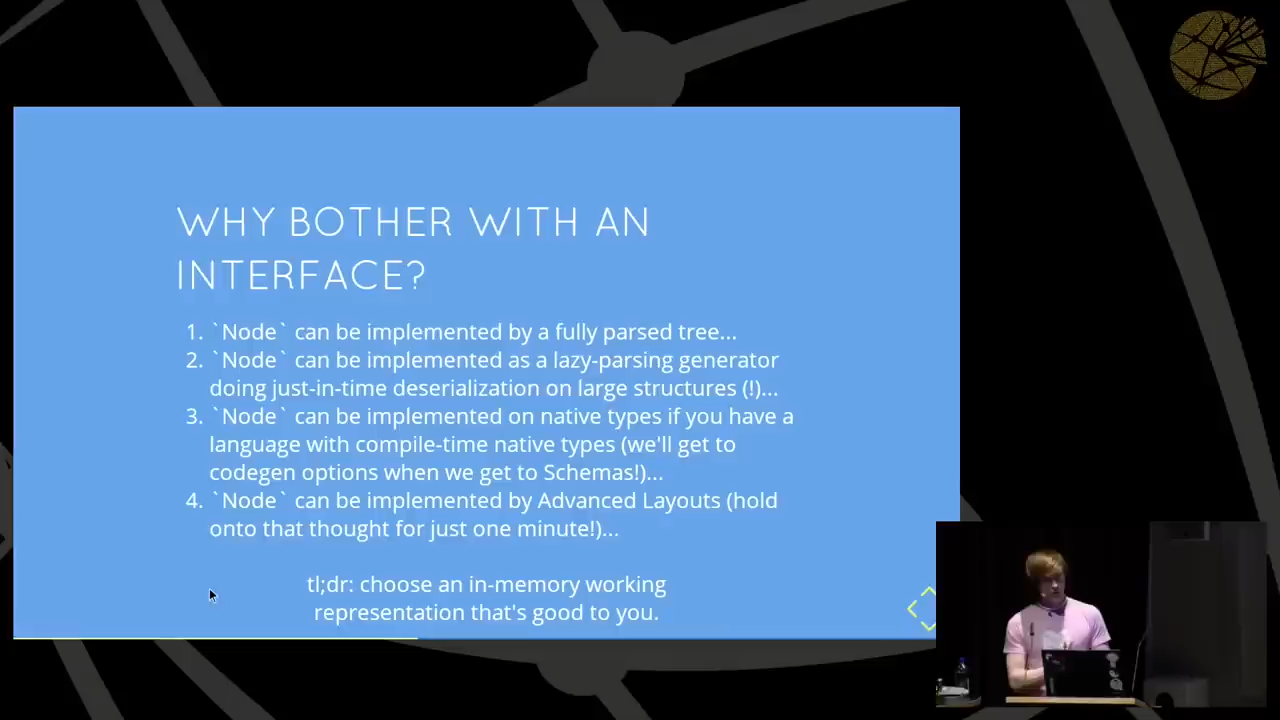 WHY BOTHER WITH AN
INTERFACE?
1. `Node` can be implemented by a fully parsed tree...
2. `Node` can be implemented as a lazy-parsing generator
doing just-in-time deserialization on large structures (!)...
3. `Node` can be implemented on native types if you have a
language with compile-time native types (we'll get to
codegen options when we get to Schemas!)...
4. `Node` can be implemented by Advanced Layouts (hold
onto that thought for just one minute!)...
tl;dr: choose an in-memory working
representation that's good to you.